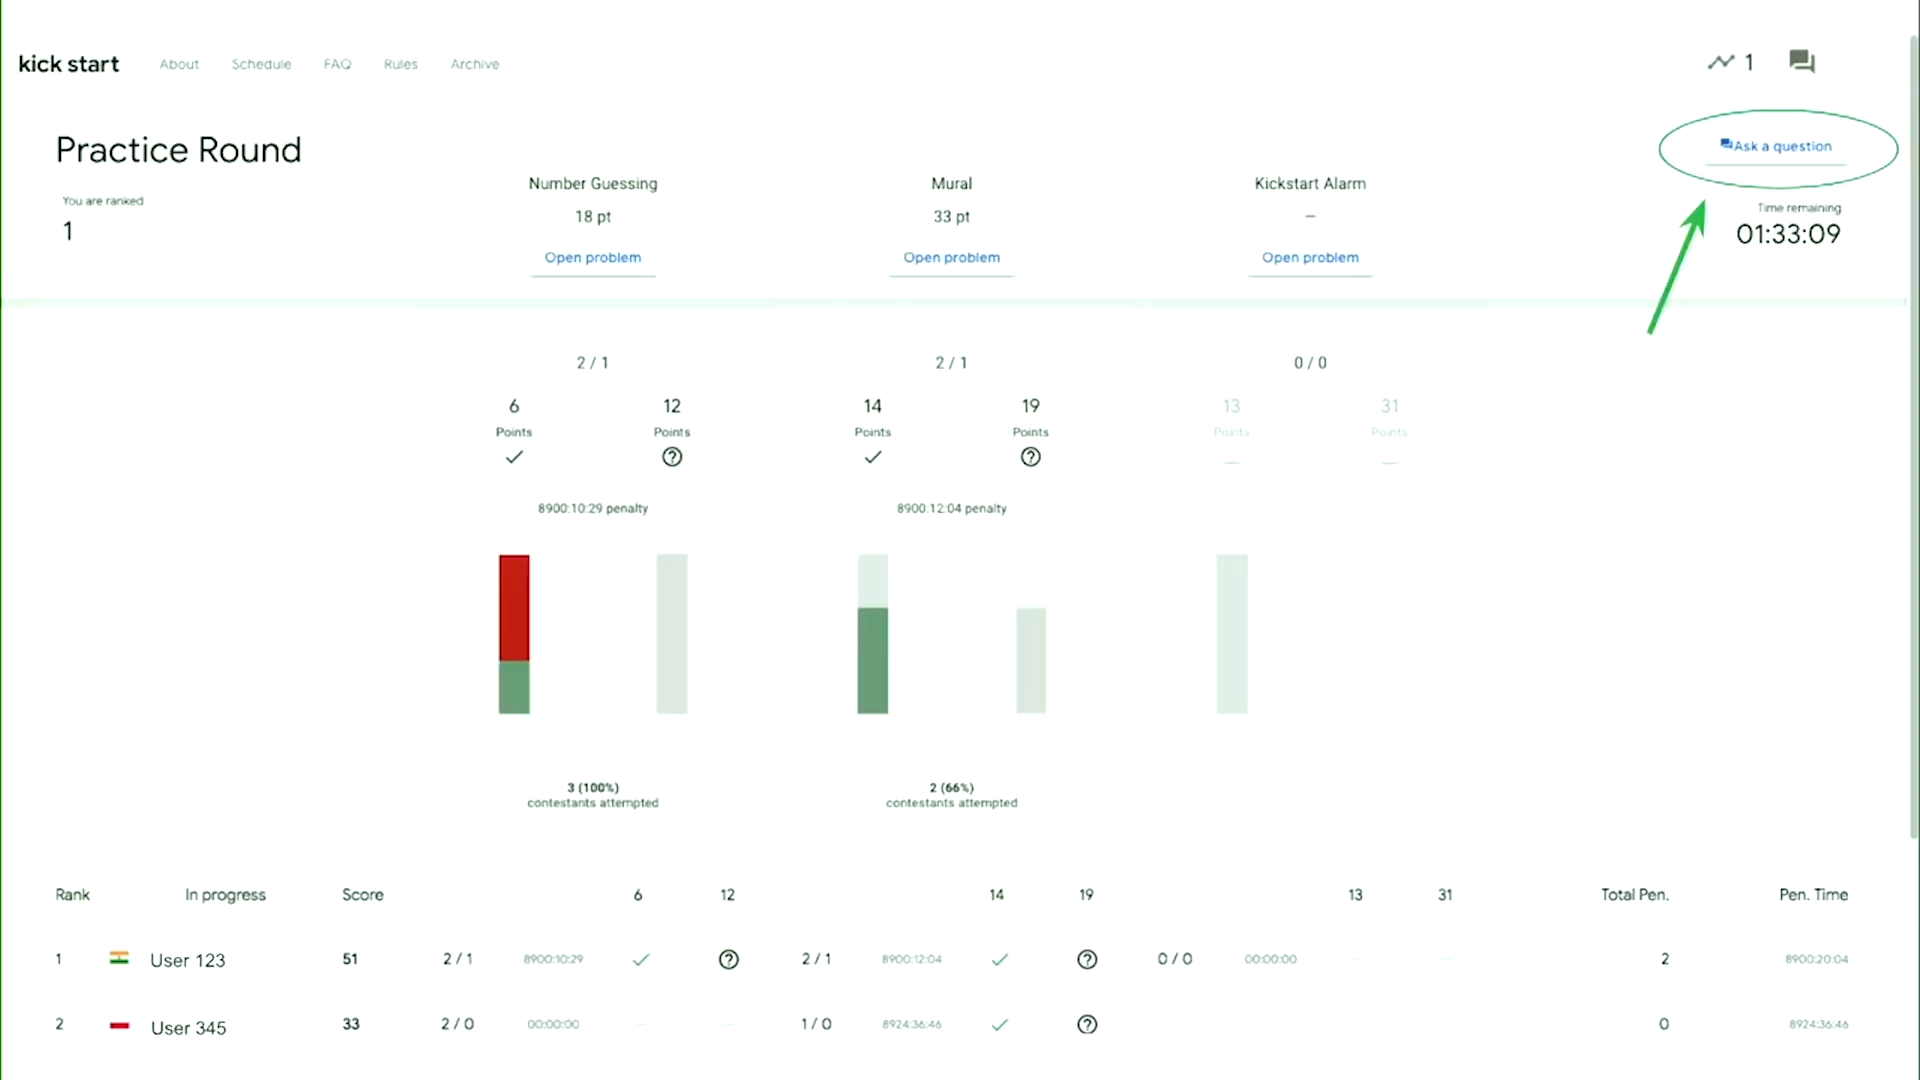 kick start About Schedule FAQ Rules Archive 1
Practice Round
Ask a question
You are ranked
1
Number Guessing Mural Kickstart Alarm
18 pt 33 pt –
Open problem Open problem Open problem
Time remaining
01:33:09
2 / 1 2 / 1 0 / 0
6 12 14 19 13 31
Points Points Points Points Points Points
8900:10:29 penalty 8900:12:04 penalty
3 (100%) 2 (66%)
contestants attempted contestants attempted
Rank In progress Score 6 12 14 19 13 31 Total Pen. Pen. Time
1 User 123 51 2 / 1 8900:10:29 2 / 1 8900:12:04 0 / 0 00:00:00 – – 2 8900:20:04
2 User 345 33 2 / 0 00:00:00 – – 1 / 0 8924:36:46 0 8924:36:46